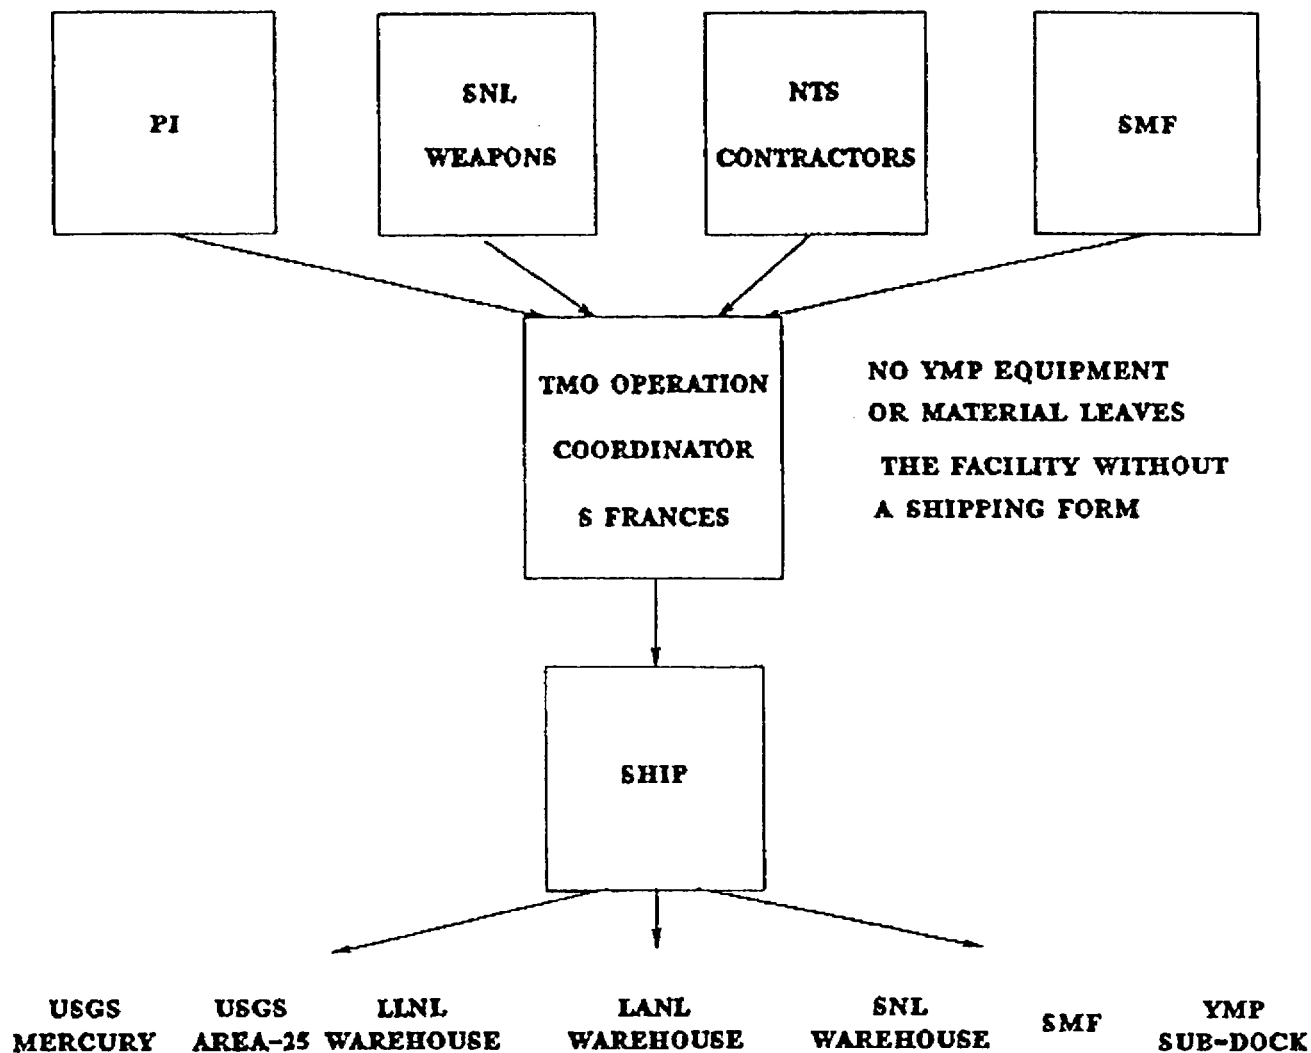 PI
SNL
WEAPONS
NTS
CONTRACTORS
SMF
TMO OPERATION
COORDINATOR
S FRANCES
NO YMP EQUIPMENT
OR MATERIAL LEAVES
THE FACILITY WITHOUT
A SHIPPING FORM
SHIP
USGS
MERCURY
USGS
AREA-25
LLNL
WAREHOUSE
LANL
WAREHOUSE
SNL
WAREHOUSE
SMF
YMP
SUB-DOCK